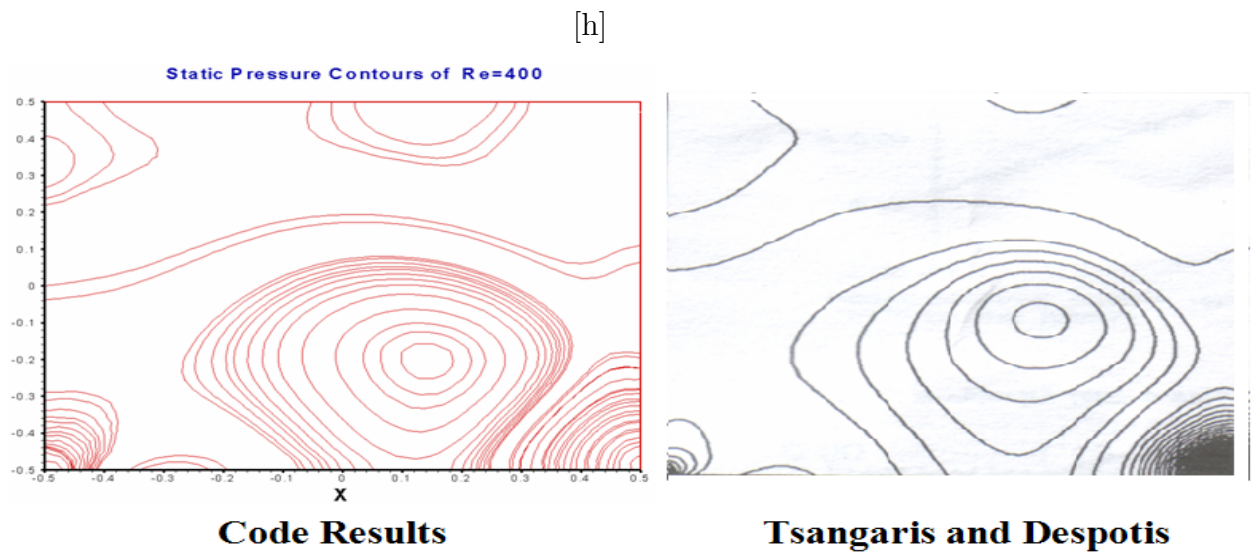 [h]
Static Pressure Contours of Re=400
0.5
0.4
0.3
0.2
0.1
0
-0.1
-0.2
-0.3
-0.4
-0.5
-0.5 -0.4 -0.3 -0.2 -0.1 0 0.1 0.2 0.3 0.4 0.5
X
Code Results
Tsangaris and Despotis